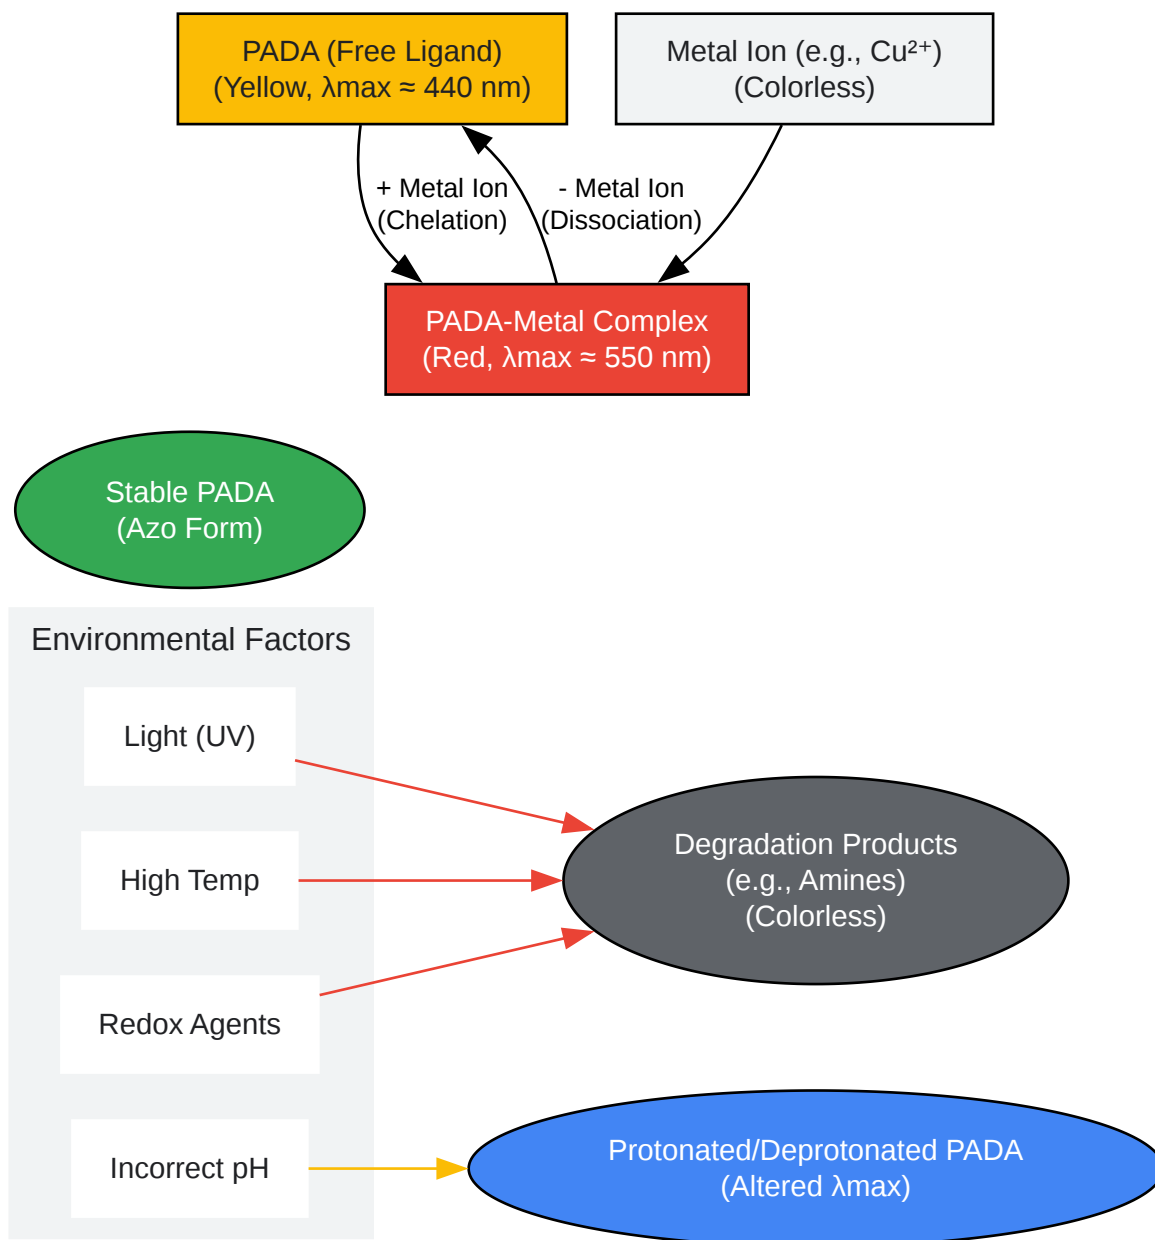 PADA (Free Ligand)
(Yellow, λmax ≈ 440 nm)
Metal Ion (e.g., Cu²⁺)
(Colorless)
+ Metal Ion
(Chelation)
- Metal Ion
(Dissociation)
PADA-Metal Complex
(Red, λmax ≈ 550 nm)
Stable PADA
(Azo Form)
Environmental Factors
Light (UV)
High Temp
Redox Agents
Incorrect pH
Degradation Products
(e.g., Amines)
(Colorless)
Protonated/Deprotonated PADA
(Altered λmax)